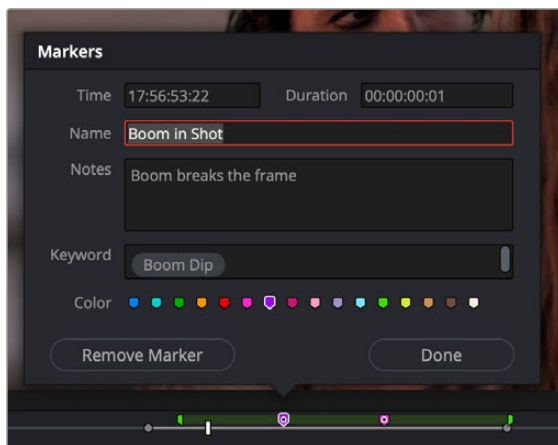 Markers
Time 17:56:53:22 Duration 00:00:00:01
Name Boom in Shot
Notes Boom breaks the frame
Keyword Boom Dip
Color
Remove Marker Done